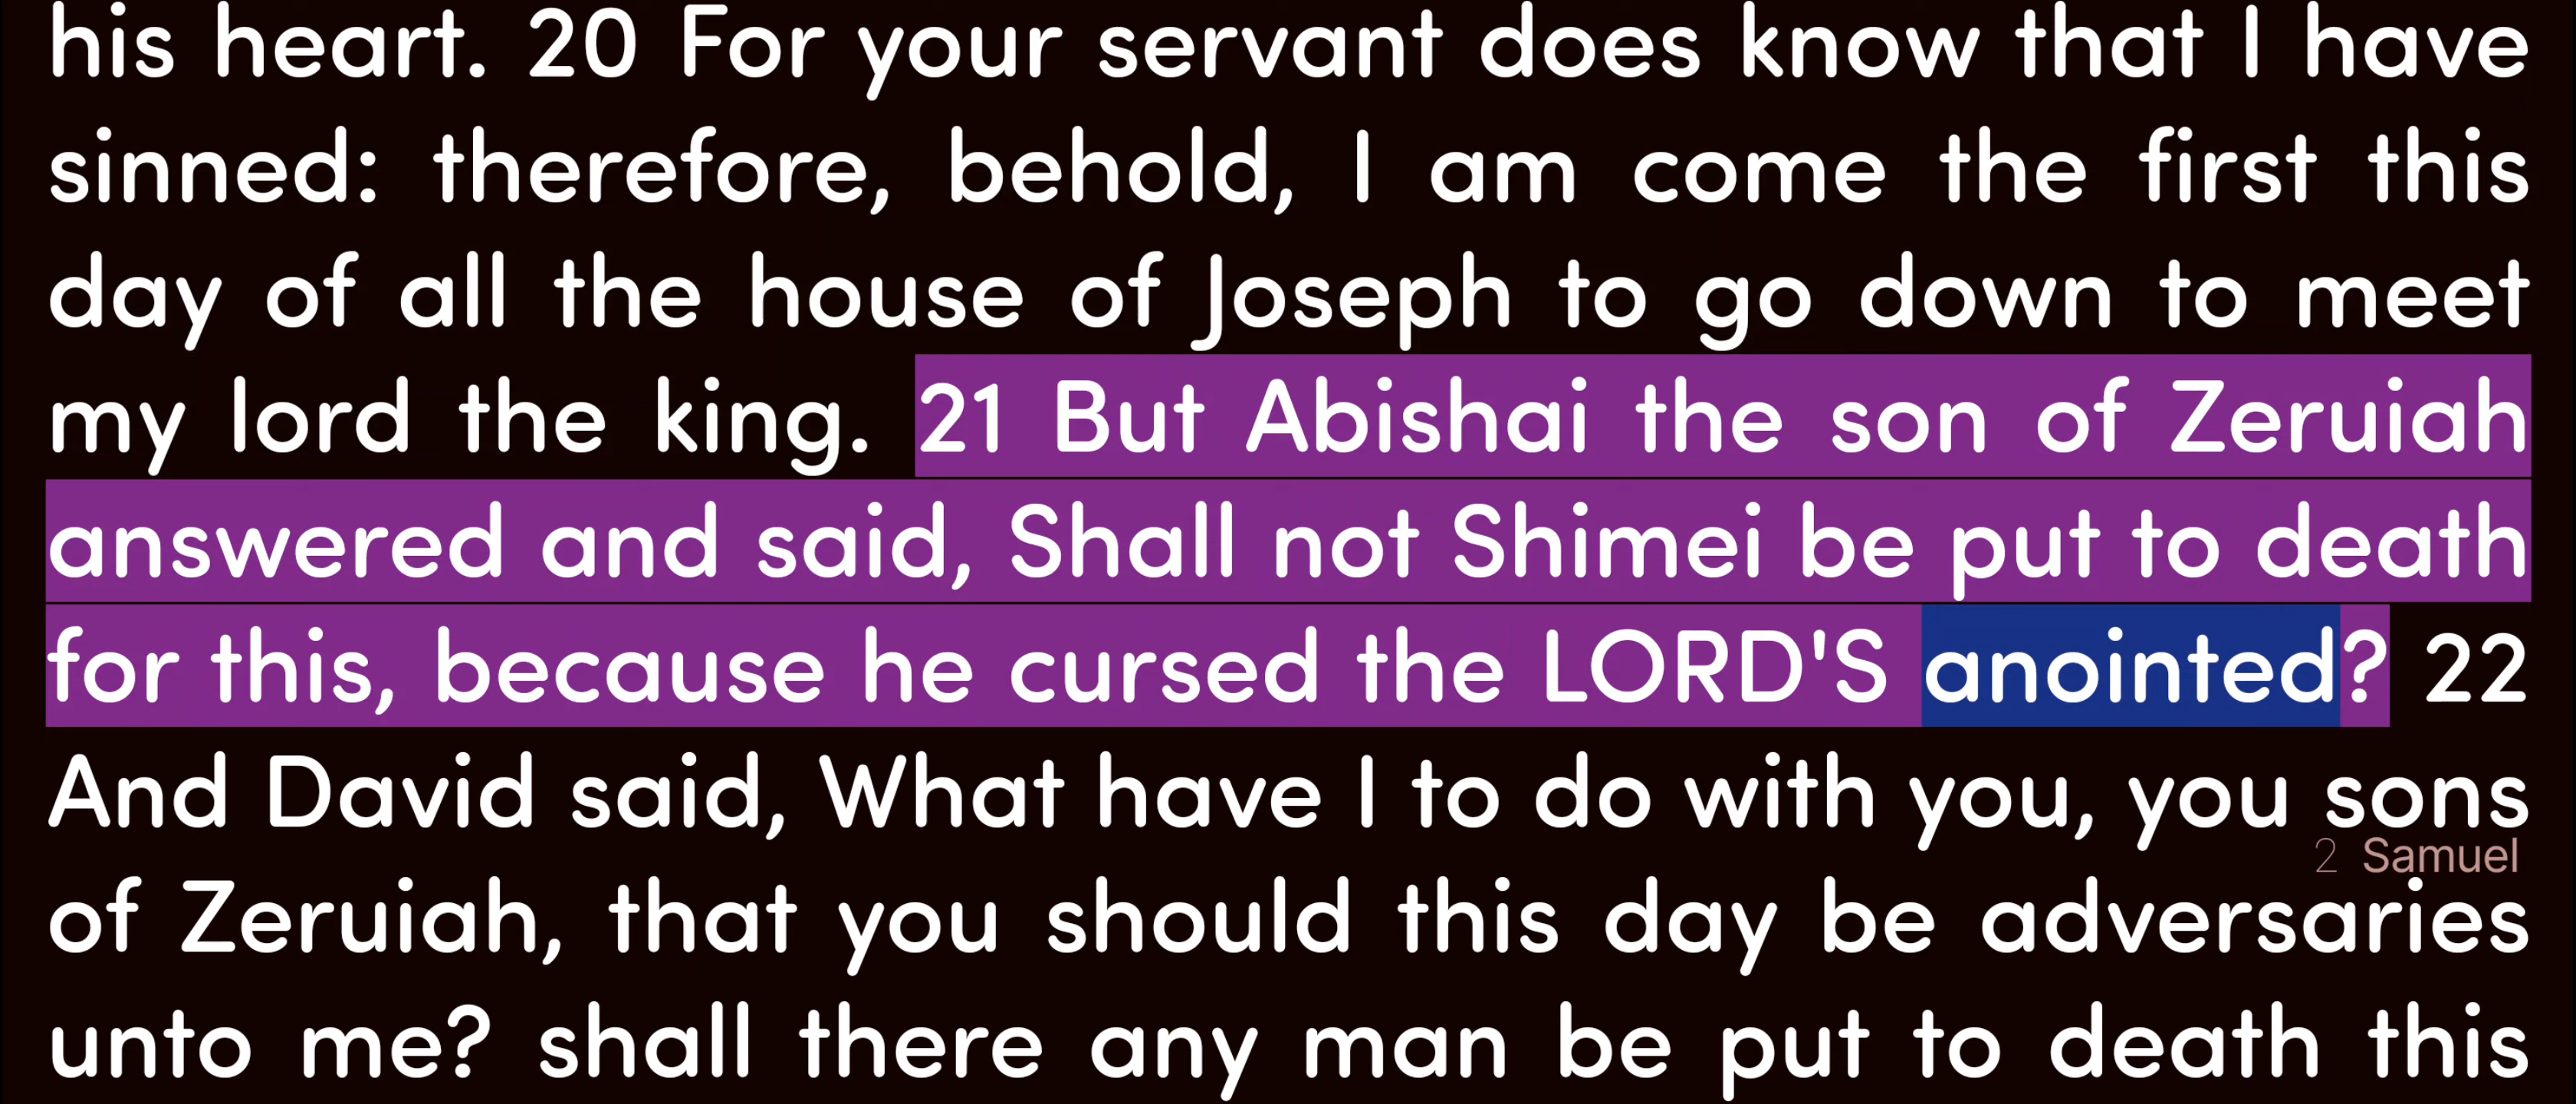 his heart. 20 For your servant does know that I have
sinned: therefore, behold, I am come the first this
day of all the house of Joseph to go down to meet
my lord the king. 21 But Abishai the son of Zeruiah
answered and said, Shall not Shimei be put to death
for this, because he cursed the LORD'S anointed? 22
And David said, What have I to do with you, you sons
2 Samuel
of Zeruiah, that you should this day be adversaries
unto me? shall there any man be put to death this